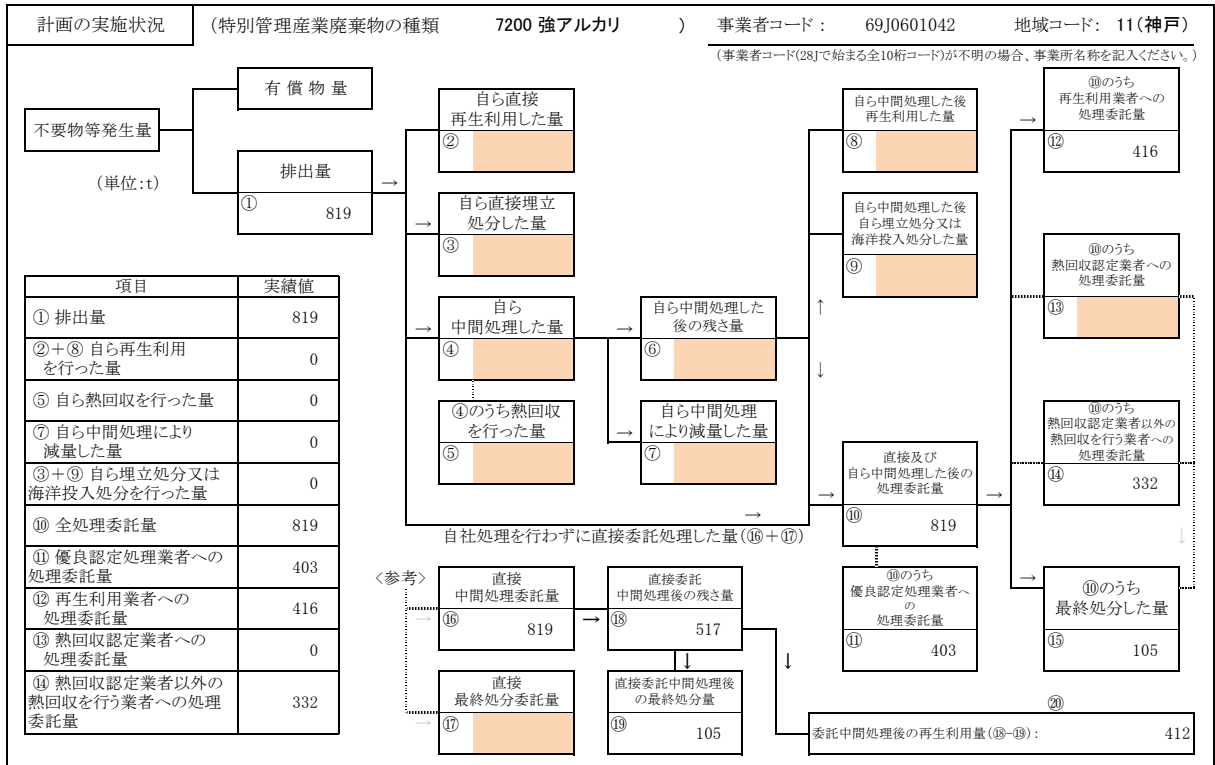 計画の実施状況 (特別管理産業廃棄物の種類 7200 強アルカリ ) 事業者コード: 69J0601042 地域コード: 11(神戸)
(事業者コード(28Jで始まる全10桁コード)が不明の場合、事業所名称を記入ください。)
不要物等発生量
(単位:t)
有 償 物 量
排出量
→
① 819
自ら直接
再生利用した量
②
→
自ら直接埋立
処分した量
③
→
自ら
中間処理した量
④
④のうち熱回収
を行った量
⑤
→
自ら中間処理した
後の残さ量
⑥
→
自ら中間処理
により減量した量
⑦
自ら中間処理した後
再生利用した量
⑧
自ら中間処理した後
自ら埋立処分又は
海洋投入処分した量
⑨
↑
↓
→
自社処理を行わずに直接委託処理した量(⑯+⑰)
→
直接及び
自ら中間処理した後の
処理委託量
⑩ 819
→
⑩のうち
優良認定処理業者へ
の
処理委託量
⑪ 403
→
⑩のうち
再生利用業者への
処理委託量
⑫ 416
⑩のうち
熱回収認定業者への
処理委託量
⑬
⑩のうち
熱回収認定業者以外の
熱回収を行う業者への
処理委託量
⑭ 332
↓
→
⑩のうち
最終処分した量
⑮ 105
項目 実績値
① 排出量 819
②+⑧ 自ら再生利用
を行った量 0
⑤ 自ら熱回収を行った量 0
⑦ 自ら中間処理により
減量した量 0
③+⑨ 自ら埋立処分又は
海洋投入処分を行った量 0
⑩ 全処理委託量 819
⑪ 優良認定処理業者への
処理委託量 403
⑫ 再生利用業者への
処理委託量 416
⑬ 熱回収認定業者への
処理委託量 0
⑭ 熱回収認定業者以外の
熱回収を行う業者への処理
委託量 332
<参考>
→
直接
中間処理委託量
⑯ 819
→
直接委託
中間処理後の残さ量
⑱ 517
→
直接
最終処分委託量
⑰
↓
直接委託中間処理後
の最終処分量
⑲ 105
↓
⑳
委託中間処理後の再生利用量(⑱-⑲): 412